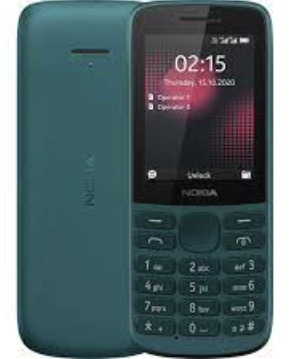 NOKIA
02:15
Thursday, 15.10.2020
Operator 1
Operator 2
Unlock
NOKIA
1
2 abc
def 3
4 ghi
5 jkl
mno 6
7 pqrs
8 tuv
wxyz 9
* +
0
#